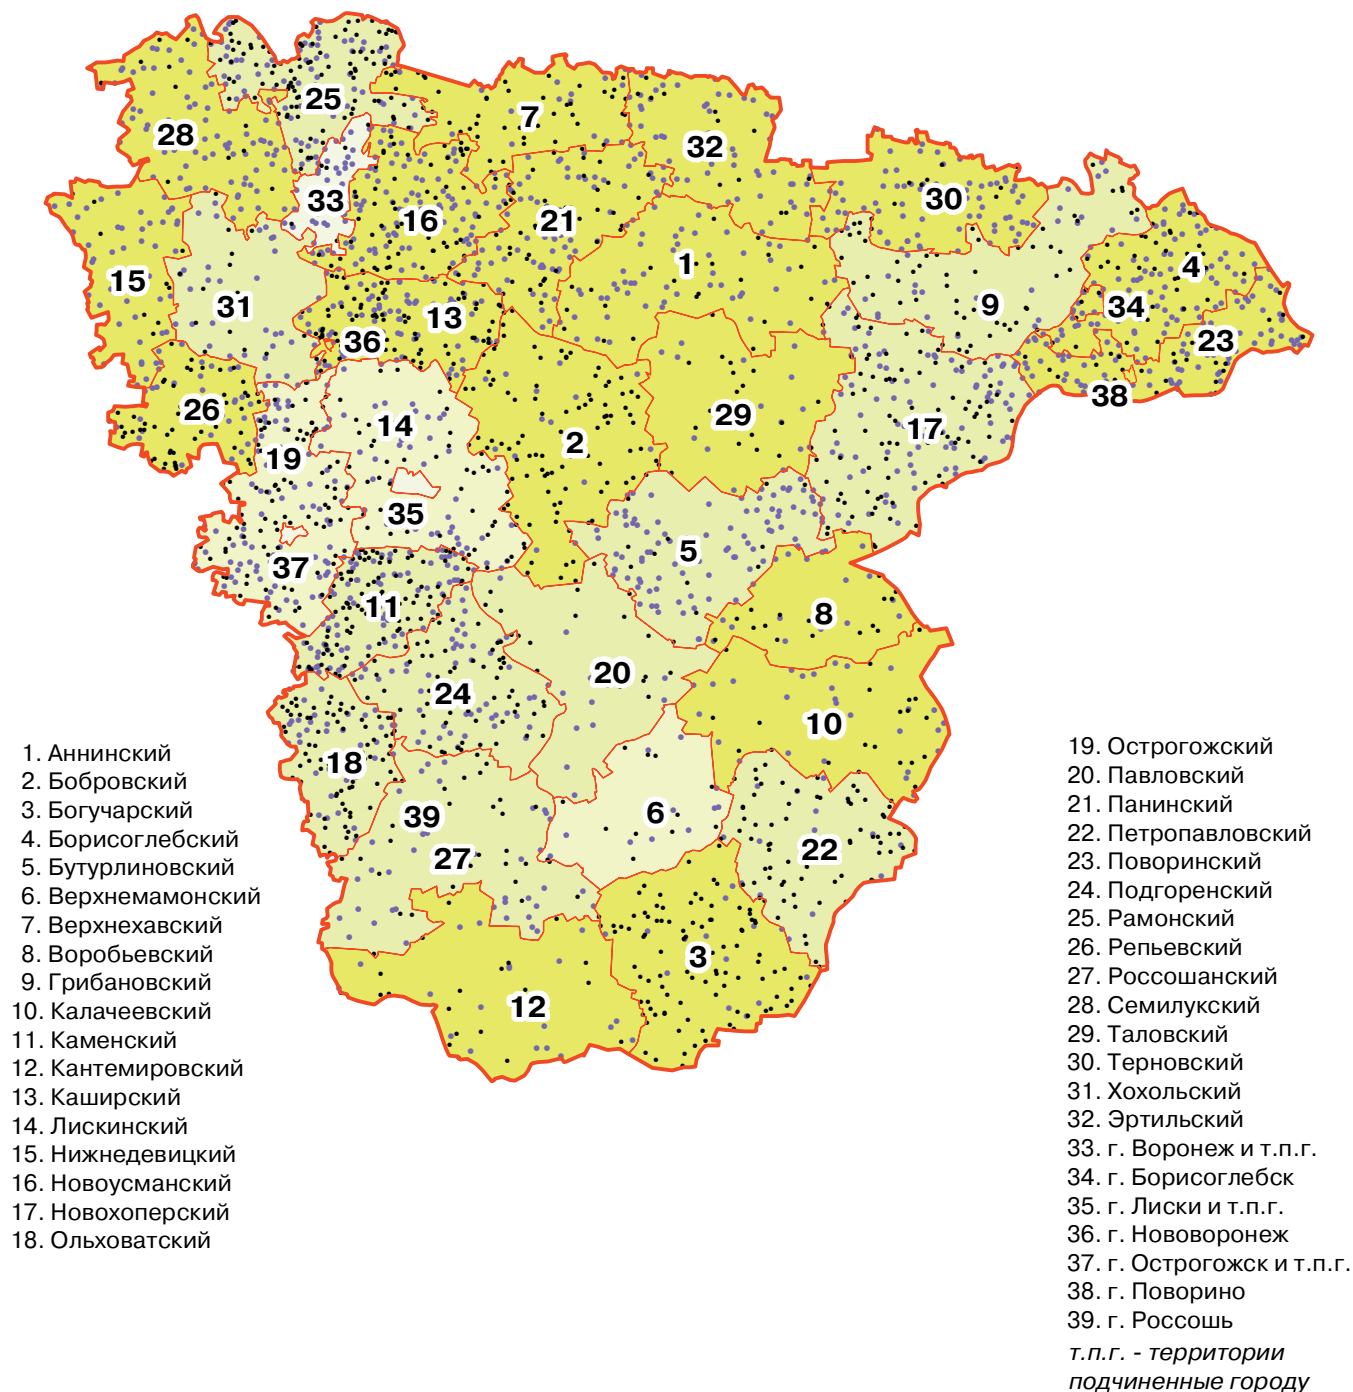 25
28
7
32
33
30
16
21
1
4
15
31
9
34
13
36
23
38
26
29
14
17
2
19
35
5
37
11
8
20
24
10
18
39
6
27
22
3
12
1. Аннинский
2. Бобровский
3. Богучарский
4. Борисоглебский
5. Бутурлиновский
6. Верхнемамонский
7. Верхнехавский
8. Воробьевский
9. Грибановский
10. Калачеевский
11. Каменский
12. Кантемировский
13. Каширский
14. Лискинский
15. Нижнедевицкий
16. Новоусманский
17. Новохоперский
18. Ольховатский
19. Острогожский
20. Павловский
21. Панинский
22. Петропавловский
23. Поворинский
24. Подгоренский
25. Рамонский
26. Репьевский
27. Россошанский
28. Семилукский
29. Таловский
30. Терновский
31. Хохольский
32. Эртильский
33. г. Воронеж и т.п.г.
34. г. Борисоглебск
35. г. Лиски и т.п.г.
36. г. Нововоронеж
37. г. Острогожск и т.п.г.
38. г. Поворино
39. г. Россошь
т.п.г. - территории
подчиненные городу